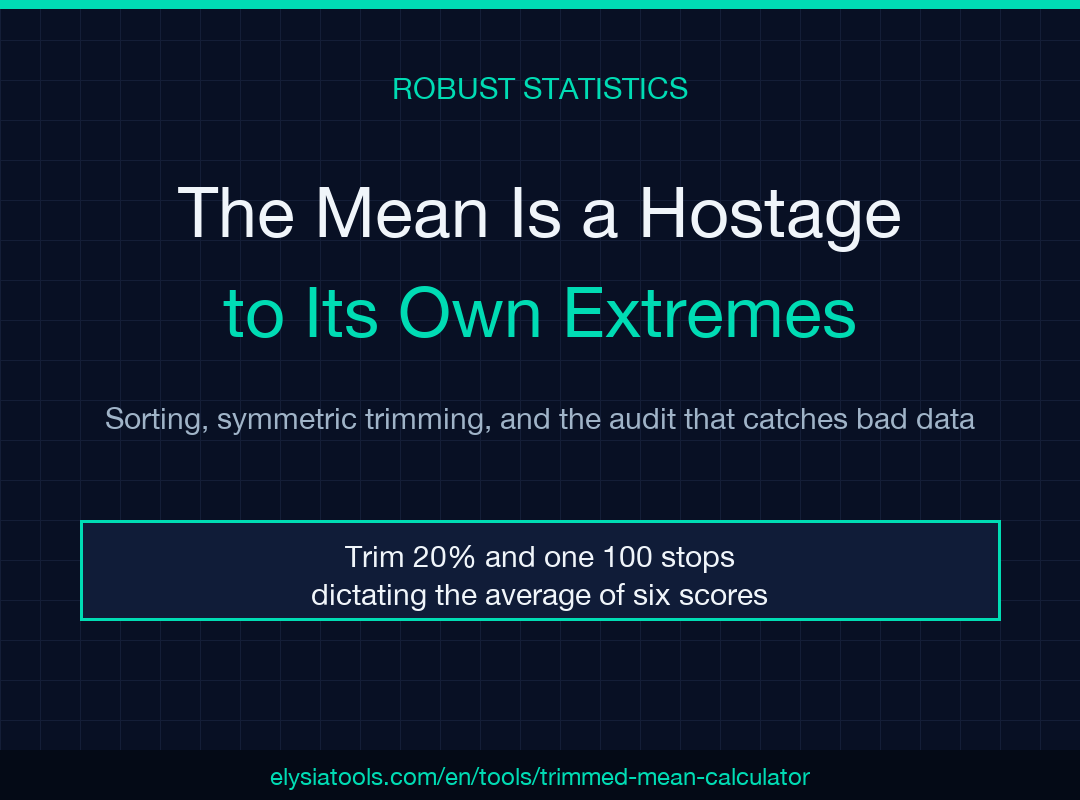 ROBUST STATISTICS
The Mean Is a Hostage
to Its Own Extremes
Sorting, symmetric trimming, and the audit that catches bad data
Trim 20% and one 100 stops
dictating the average of six scores
elysiatools.com/en/tools/trimmed-mean-calculator